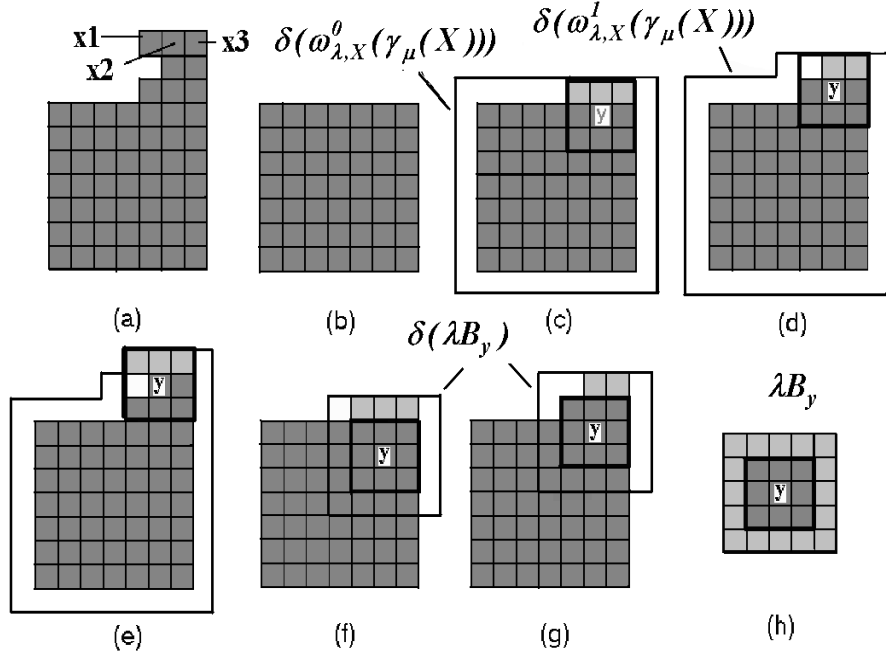 x1
x2
x3
δ(ω⁰λ,X(γμ(X)))
δ(ω¹λ,X(γμ(X)))
y
y
(a)
(b)
(c)
(d)
δ(λBy)
λBy
y
y
y
y
(e)
(f)
(g)
(h)